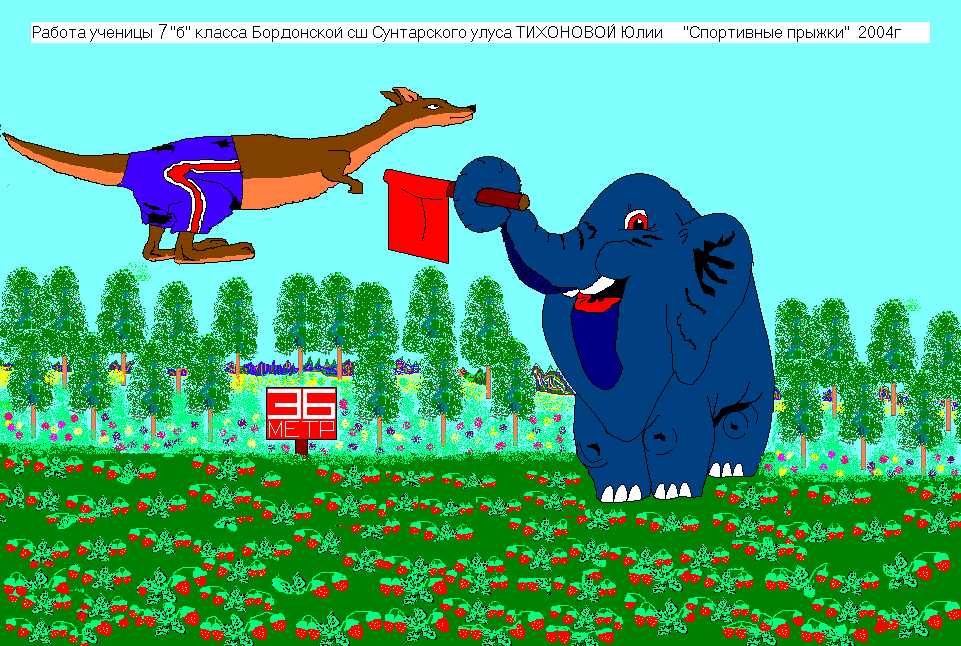 Работа ученицы 7 "б" класса Бордонской сш Сунтарского улуса ТИХОНОВОЙ Юлии "Спортивные прыжки" 2004г
36
МЕТР